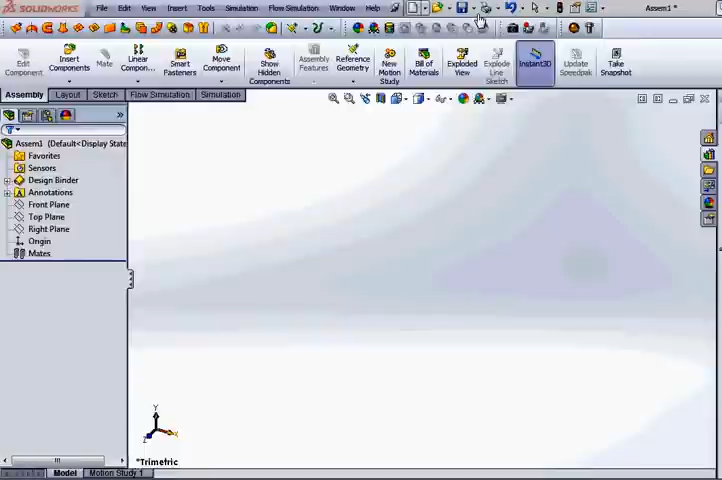 SOLIDWORKS File Edit View Insert Tools Simulation Flow Simulation Window Help Assem1 *
Edit Component Insert Components Linear Compon... Smart Fasteners Move Component Show Hidden Components Assembly Features Reference Geometry New Motion Study Bill of Materials Exploded View Explode Line Sketch Instant3D Update Speedpak Take Snapshot
Assembly Layout Sketch Flow Simulation Simulation
Assem1 (Default<Display State
Favorites
Sensors
Design Binder
Annotations
Front Plane
Top Plane
Right Plane
Origin
Mates
Y
Z X
*Trimetric
Model Motion Study 1